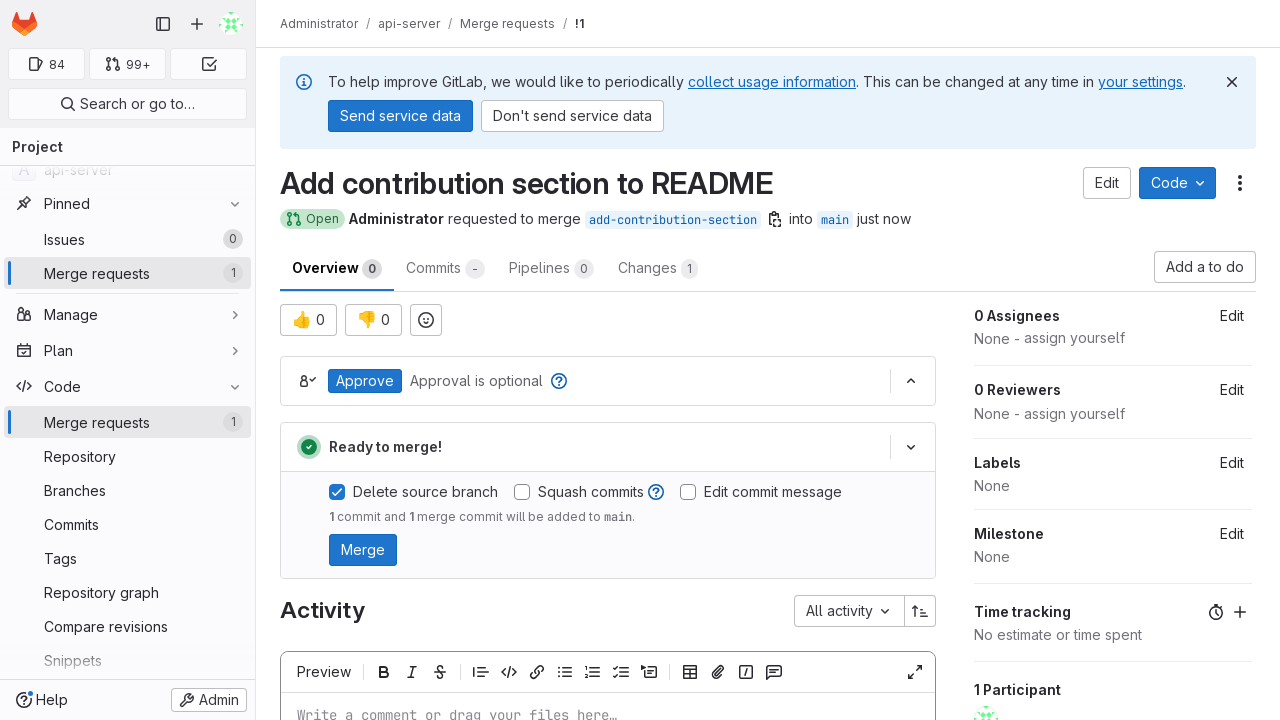 Administrator / api-server / Merge requests / !1
84
99+
Search or go to…
Project
api-server
Pinned
Issues 0
Merge requests 1
Manage
Plan
Code
Merge requests 1
Repository
Branches
Commits
Tags
Repository graph
Compare revisions
Snippets
Help
Admin
To help improve GitLab, we would like to periodically collect usage information. This can be changed at any time in your settings.
Send service data
Don't send service data
Add contribution section to README
Edit
Code
Open Administrator requested to merge add-contribution-section into main just now
Overview 0
Commits -
Pipelines 0
Changes 1
Add a to do
👍 0
👎 0
Approve Approval is optional
Ready to merge!
Delete source branch
Squash commits
Edit commit message
1 commit and 1 merge commit will be added to main.
Merge
Activity
All activity
Preview
Write a comment or drag your files here…
0 Assignees Edit
None - assign yourself
0 Reviewers Edit
None - assign yourself
Labels Edit
None
Milestone Edit
None
Time tracking
No estimate or time spent
1 Participant